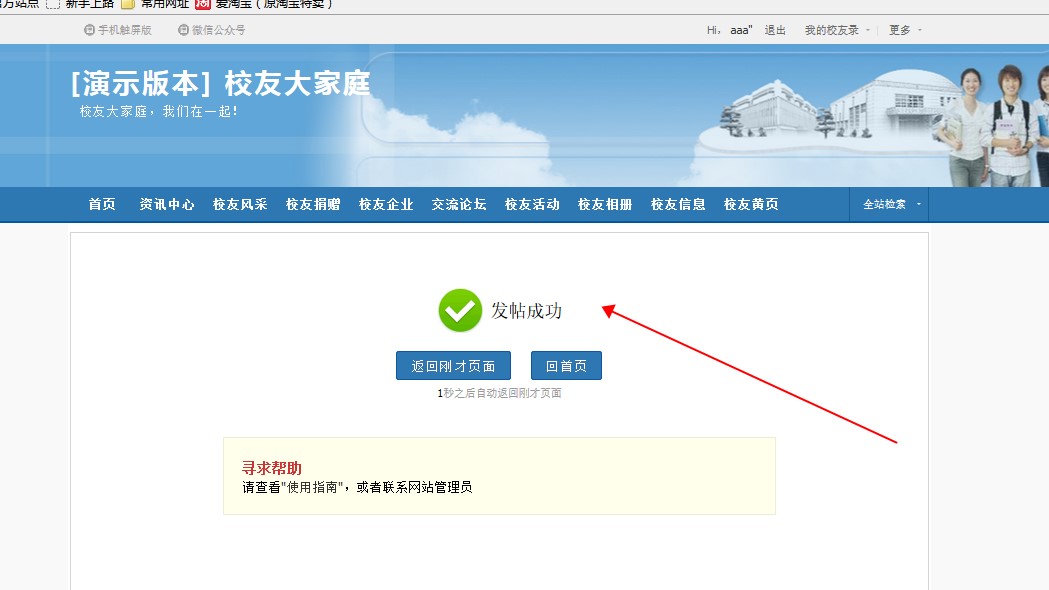 方站点 新手上路 常用网址 爱淘宝（原淘宝特卖）
手机触屏版 微信公众号 Hi， aaa" 退出 我的校友录 更多
[演示版本] 校友大家庭
校友大家庭，我们在一起！
首页 资讯中心 校友风采 校友捐赠 校友企业 交流论坛 校友活动 校友相册 校友信息 校友黄页 全站检索
发帖成功
返回刚才页面 回首页
1秒之后自动返回刚才页面
寻求帮助
请查看"使用指南"，或者联系网站管理员